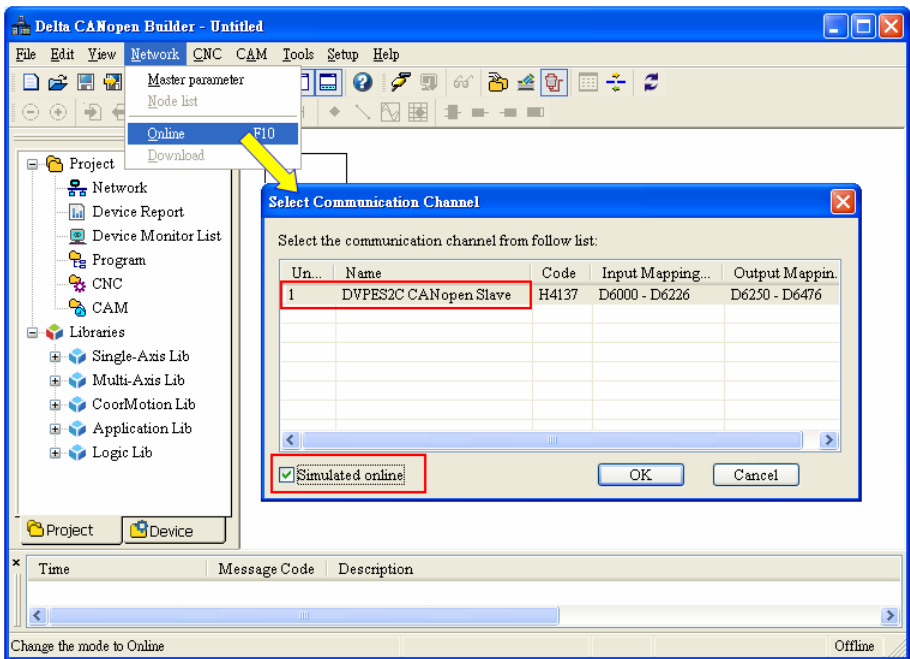 Delta CANopen Builder - Untitled
File Edit View Network CNC CAM Tools Setup Help
Master parameter
Node list
Online F10
Download
Project
Network
Device Report
Device Monitor List
Program
CNC
CAM
Libraries
Single-Axis Lib
Multi-Axis Lib
CoorMotion Lib
Application Lib
Logic Lib
Project Device
Select Communication Channel
Select the communication channel from follow list:
Un... Name Code Input Mapping... Output Mappin.
1 DVPES2C CANopen Slave H4137 D6000 - D6226 D6250 - D6476
Simulated online OK Cancel
Time Message Code Description
Change the mode to Online Offline